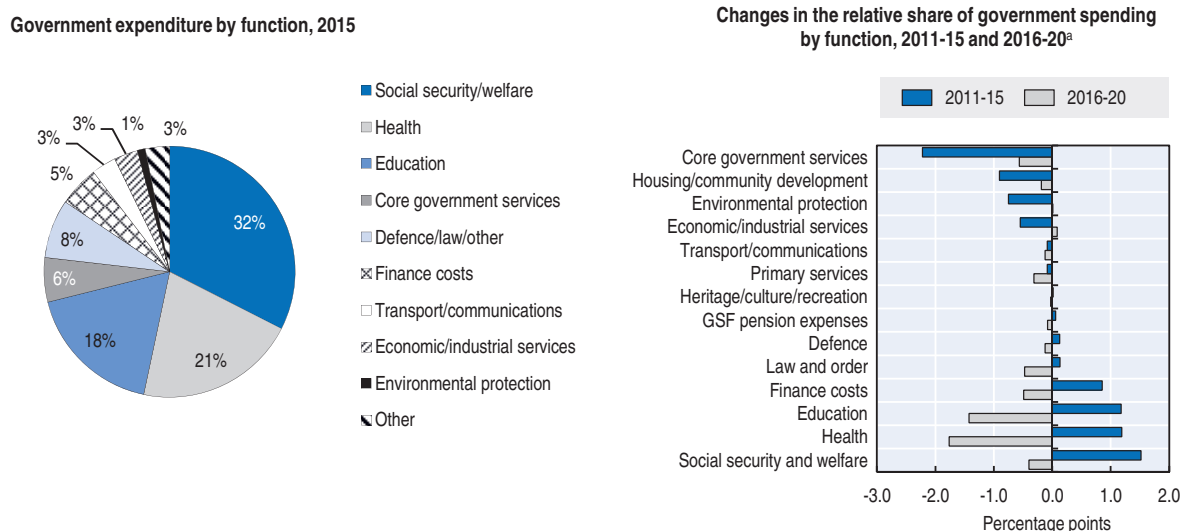 Government expenditure by function, 2015
3%
3%
1%
3%
5%
8%
6%
18%
21%
32%
Social security/welfare
Health
Education
Core government services
Defence/law/other
Finance costs
Transport/communications
Economic/industrial services
Environmental protection
Other
Changes in the relative share of government spending
by function, 2011-15 and 2016-20ª
2011-15
2016-20
Core government services
Housing/community development
Environmental protection
Economic/industrial services
Transport/communications
Primary services
Heritage/culture/recreation
GSF pension expenses
Defence
Law and order
Finance costs
Education
Health
Social security and welfare
-3.0 -2.0 -1.0 0.0 1.0 2.0
Percentage points